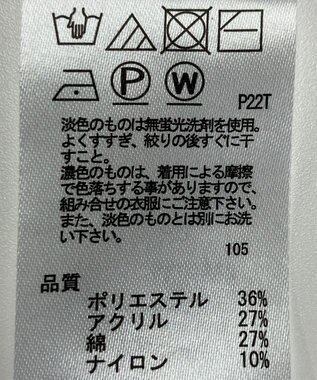 P
W
P22T
淡色のものは無蛍光洗剤を使用。
よくすすぎ、絞りの後すぐに干
すこと。
濃色のものは、着用による摩擦
で色落ちする事がありますので、
組み合せの衣服にご注意下さい。
また、淡色のものとは別にお洗
い下さい。
105
品質
ポリエステル 36%
アクリル 27%
綿 27%
ナイロン 10%